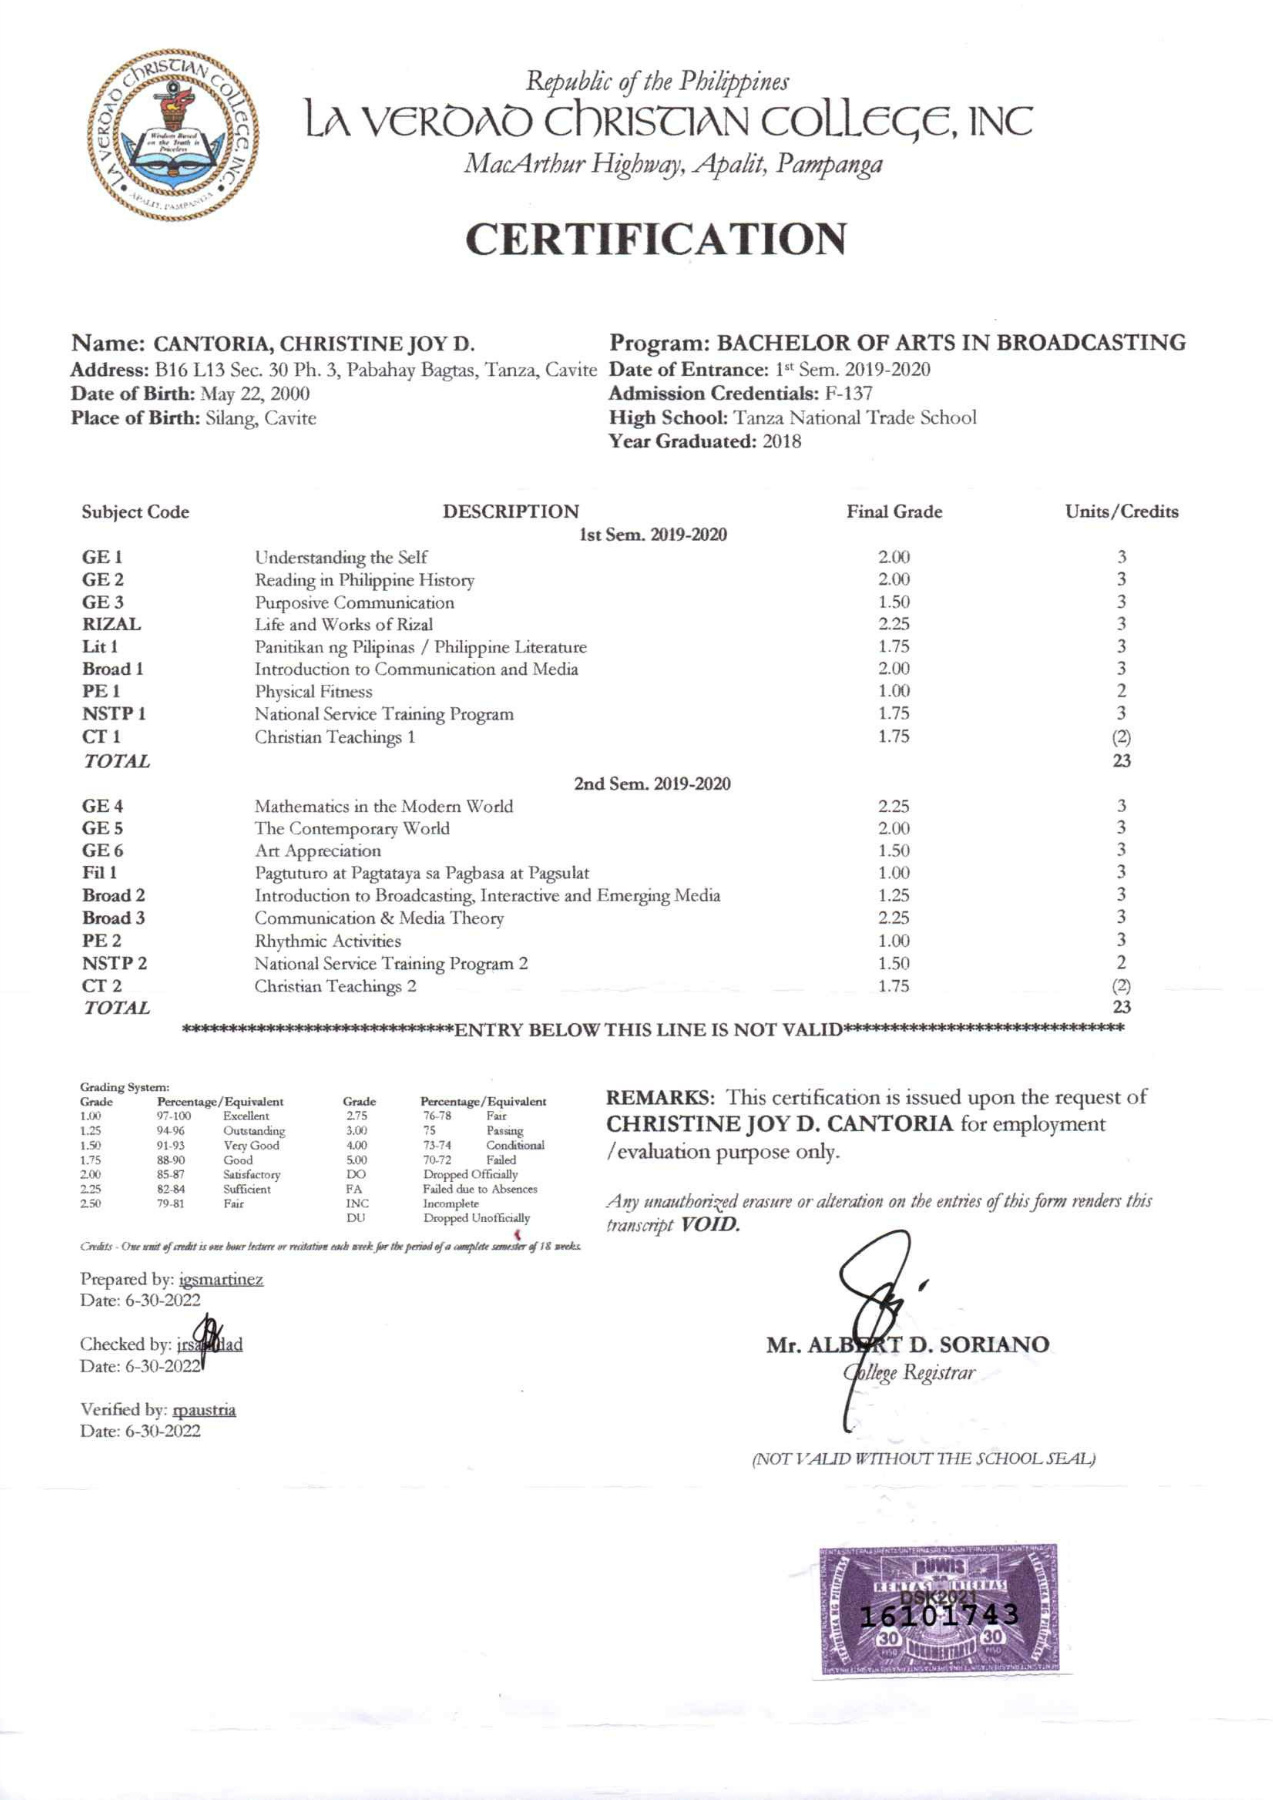 LA VERDAD CHRISTIAN COLLEGE, INC.
APALIT, PAMPANGA
Wisdom Based
on the Truth is
Priceless
Republic of the Philippines
LA VERDAD CHRISTIAN COLLEGE, INC
MacArthur Highway, Apalit, Pampanga
CERTIFICATION
Name: CANTORIA, CHRISTINE JOY D. Program: BACHELOR OF ARTS IN BROADCASTING
Address: B16 L13 Sec. 30 Ph. 3, Pabahay Bagtas, Tanza, Cavite Date of Entrance: 1st Sem. 2019-2020
Date of Birth: May 22, 2000 Admission Credentials: F-137
Place of Birth: Silang, Cavite High School: Tanza National Trade School
Year Graduated: 2018
Subject Code DESCRIPTION Final Grade Units/Credits
1st Sem. 2019-2020
GE 1 Understanding the Self 2.00 3
GE 2 Reading in Philippine History 2.00 3
GE 3 Purposive Communication 1.50 3
RIZAL Life and Works of Rizal 2.25 3
Lit 1 Panitikan ng Pilipinas / Philippine Literature 1.75 3
Broad 1 Introduction to Communication and Media 2.00 3
PE 1 Physical Fitness 1.00 2
NSTP 1 National Service Training Program 1.75 3
CT 1 Christian Teachings 1 1.75 (2)
TOTAL 23
2nd Sem. 2019-2020
GE 4 Mathematics in the Modern World 2.25 3
GE 5 The Contemporary World 2.00 3
GE 6 Art Appreciation 1.50 3
Fil 1 Pagtuturo at Pagtataya sa Pagbasa at Pagsulat 1.00 3
Broad 2 Introduction to Broadcasting, Interactive and Emerging Media 1.25 3
Broad 3 Communication & Media Theory 2.25 3
PE 2 Rhythmic Activities 1.00 3
NSTP 2 National Service Training Program 2 1.50 2
CT 2 Christian Teachings 2 1.75 (2)
TOTAL 23
*****************************ENTRY BELOW THIS LINE IS NOT VALID******************************
Grading System:
Grade Percentage/Equivalent Grade Percentage/Equivalent
1.00 97-100 Excellent 2.75 76-78 Fair
1.25 94-96 Outstanding 3.00 75 Passing
1.50 91-93 Very Good 4.00 73-74 Conditional
1.75 88-90 Good 5.00 70-72 Failed
2.00 85-87 Satisfactory DO Dropped Officially
2.25 82-84 Sufficient FA Failed due to Absences
2.50 79-81 Fair INC Incomplete
DU Dropped Unofficially
Credits - One unit of credit is one hour lecture or recitation each week for the period of a complete semester of 18 weeks.
REMARKS: This certification is issued upon the request of
CHRISTINE JOY D. CANTORIA for employment
/evaluation purpose only.
Any unauthorized erasure or alteration on the entries of this form renders this
transcript VOID.
Prepared by: igsmartinez
Date: 6-30-2022
Checked by:
Date: 6-30-2022
Verified by: rpaustria
Date: 6-30-2022
Mr. ALBERT D. SORIANO
College Registrar
(NOT VALID WITHOUT THE SCHOOL SEAL)
BUWIS
RENTAS INTERNAS
DSK2021
16101743
30 30
PISO PISO
DOKUMENTARYO
REPUBLIKA NG PILIPINAS
REPUBLIKA NG PILIPINAS